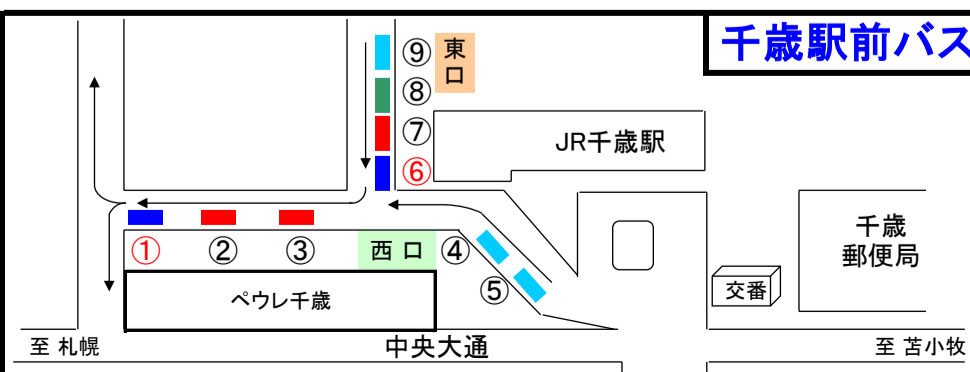 千歳駅前バス
⑨
東
口
⑧
⑦
JR千歳駅
⑥
千歳
郵便局
①
②
③
西口
④
⑤
交番
ペウレ千歳
至 札幌
中央大通
至 苫小牧